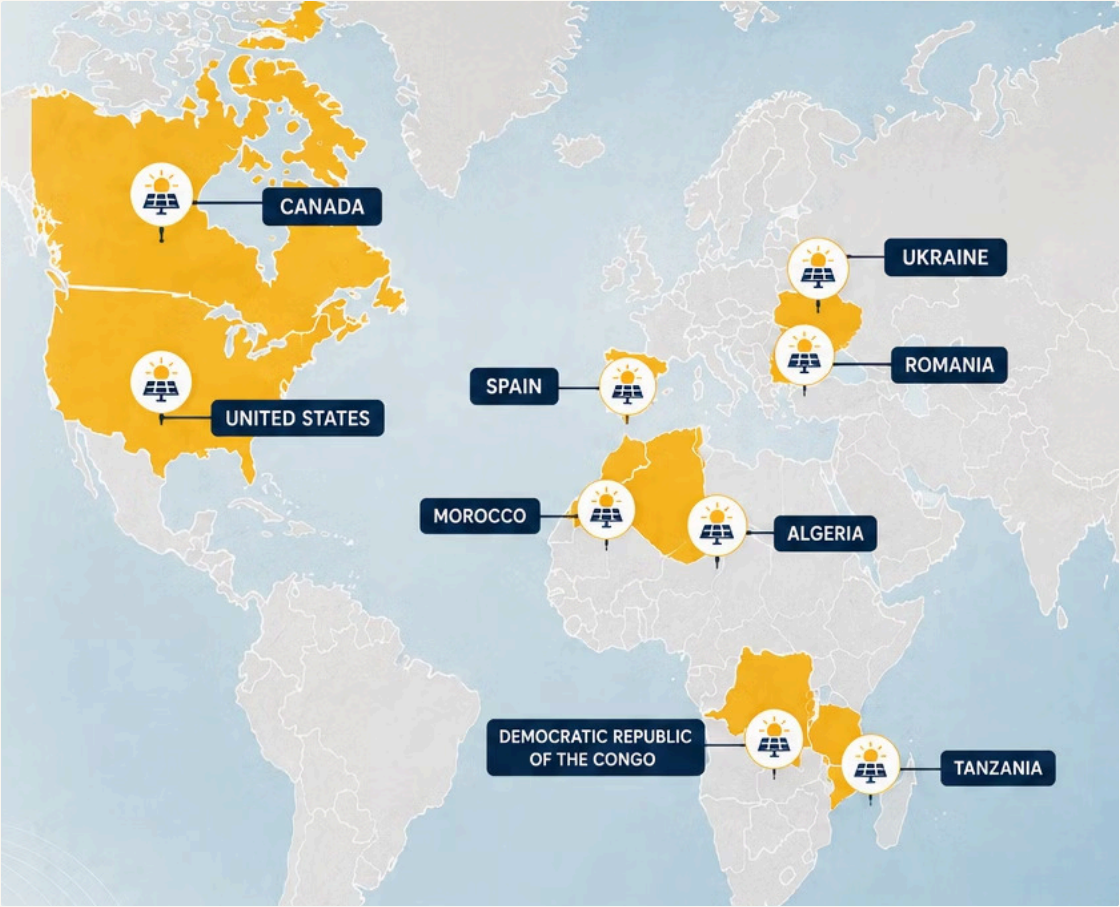 CANADA
UKRAINE
ROMANIA
SPAIN
UNITED STATES
MOROCCO
ALGERIA
DEMOCRATIC REPUBLIC
OF THE CONGO
TANZANIA